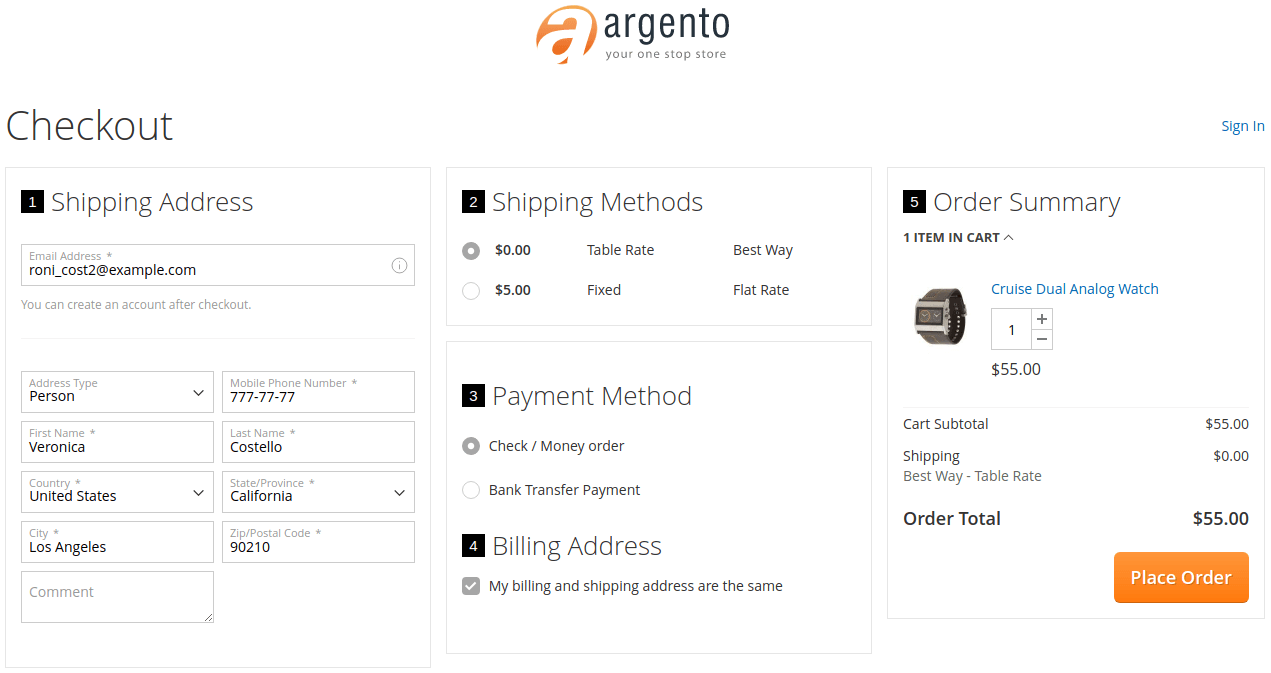 argento
your one stop store
Checkout
Sign In
1 Shipping Address
Email Address *
roni_cost2@example.com
You can create an account after checkout.
Address Type
Person
Mobile Phone Number *
777-77-77
First Name *
Veronica
Last Name *
Costello
Country *
United States
State/Province *
California
City *
Los Angeles
Zip/Postal Code *
90210
Comment
2 Shipping Methods
$0.00 Table Rate Best Way
$5.00 Fixed Flat Rate
3 Payment Method
Check / Money order
Bank Transfer Payment
4 Billing Address
My billing and shipping address are the same
5 Order Summary
1 ITEM IN CART
Cruise Dual Analog Watch
1
$55.00
Cart Subtotal $55.00
Shipping $0.00
Best Way - Table Rate
Order Total $55.00
Place Order